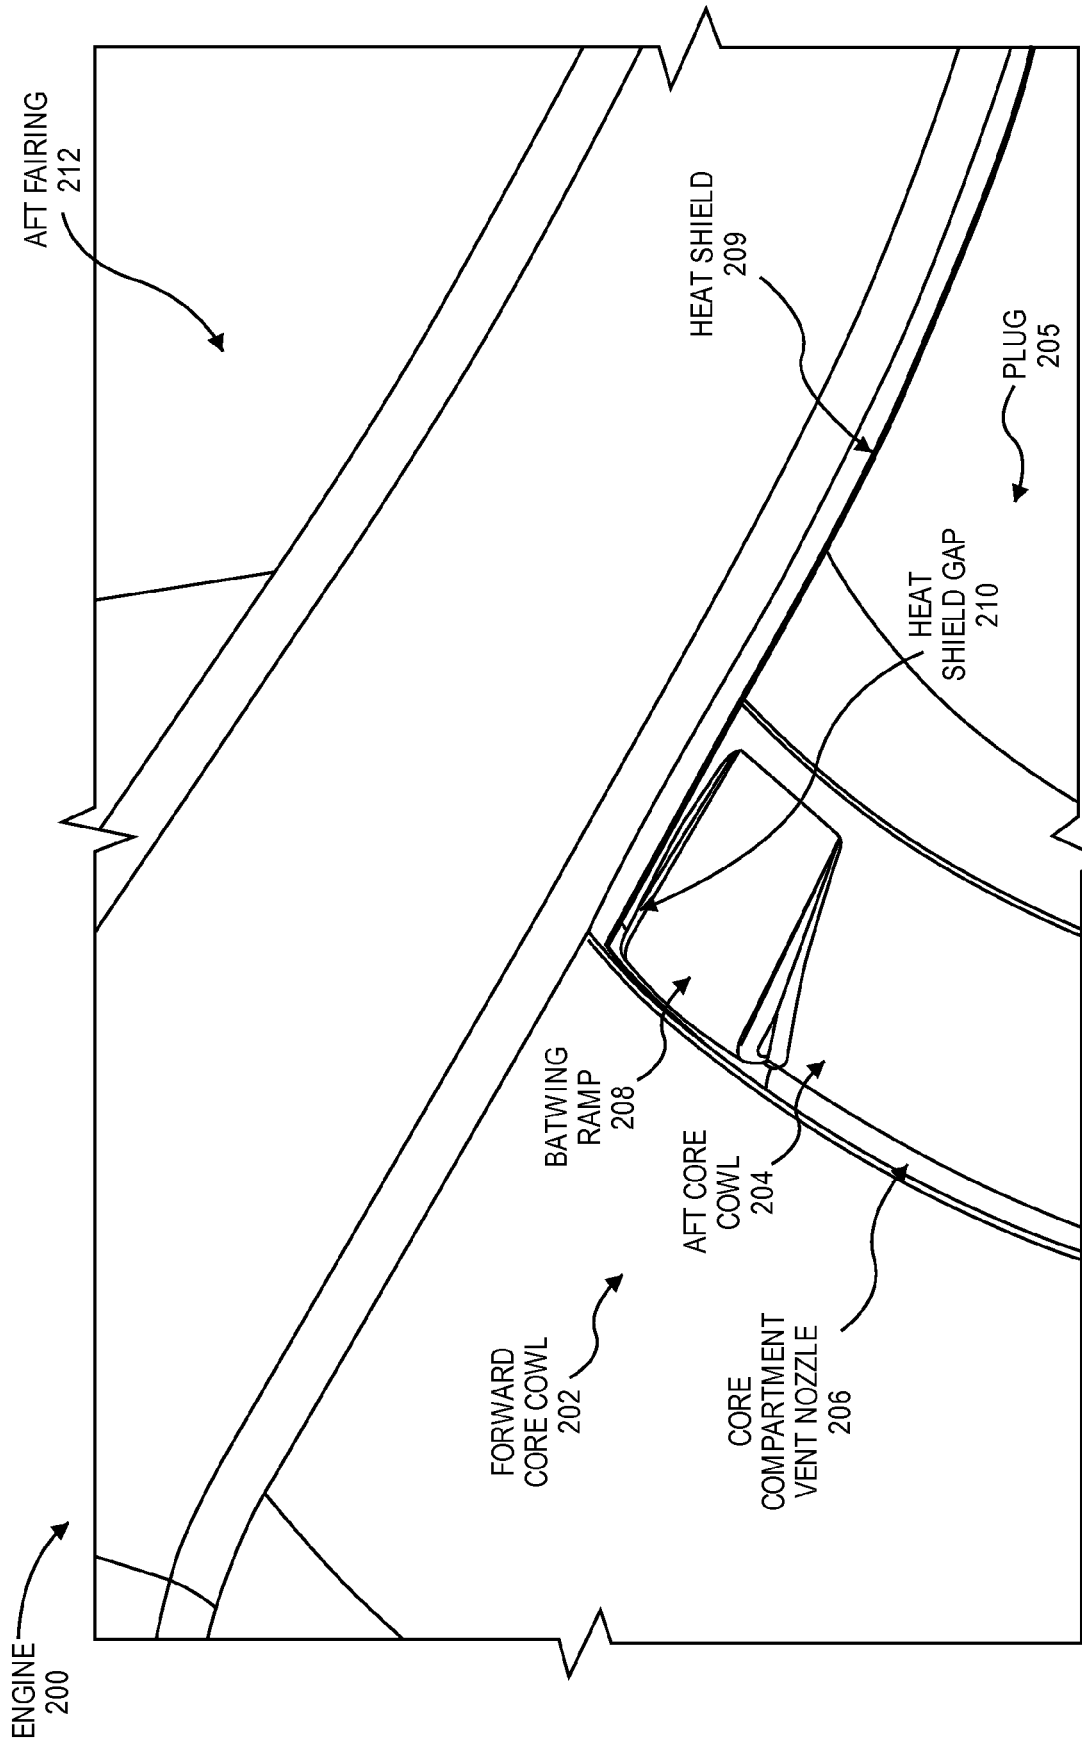 ENGINE
200
AFT FAIRING
212
FORWARD
CORE COWL
202
BATWING
RAMP
208
HEAT SHIELD
209
AFT CORE
COWL
204
CORE
COMPARTMENT
VENT NOZZLE
206
HEAT
SHIELD GAP
210
PLUG
205